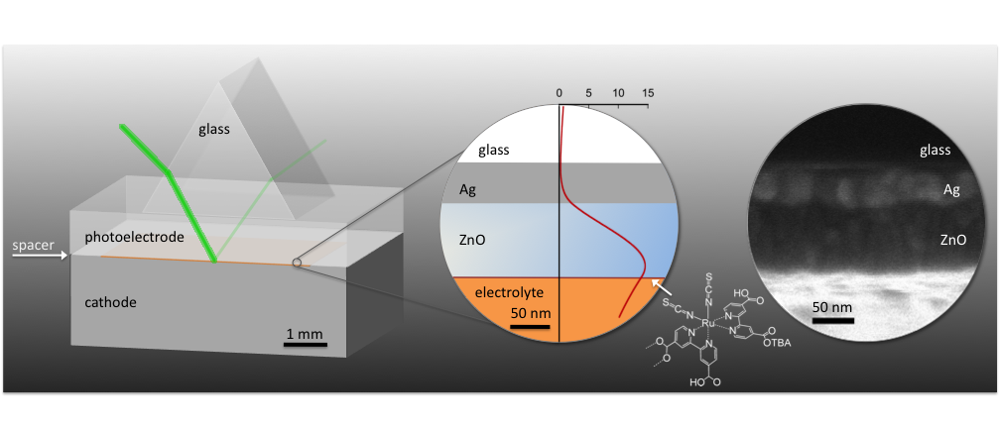 glass
photoelectrode
spacer
cathode
1 mm
0 5 10 15
glass
Ag
ZnO
electrolyte
50 nm
S
C
N
S
C
N
Ru
N
N
N
N
HO
O
O
OTBA
O
O
HO
O
glass
Ag
ZnO
50 nm